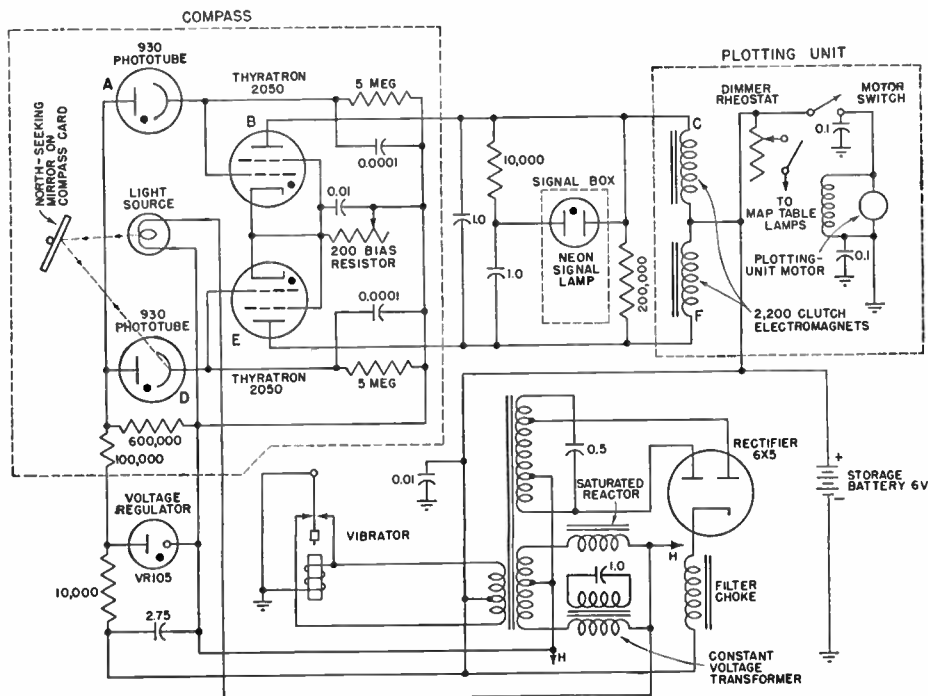 COMPASS
930
PHOTOTUBE
A
THYRATRON
2050
5 MEG
B
0.0001
NORTH-SEEKING
MIRROR ON
COMPASS CARD
LIGHT
SOURCE
0.01
200 BIAS
RESISTOR
0.0001
930
PHOTOTUBE
E
D
THYRATRON
2050
5 MEG
600,000
100,000
VOLTAGE
REGULATOR
VR105
10,000
2.75
10,000
1.0
1.0
SIGNAL BOX
NEON
SIGNAL
LAMP
200,000
PLOTTING UNIT
DIMMER
RHEOSTAT
MOTOR
SWITCH
C
0.1
TO
MAP TABLE
LAMPS
PLOTTING-
UNIT MOTOR
0.1
F
2,200 CLUTCH
ELECTROMAGNETS
0.01
VIBRATOR
0.5
SATURATED
REACTOR
RECTIFIER
6X5
+
STORAGE
BATTERY 6V
−
H
1.0
FILTER
CHOKE
H
CONSTANT
VOLTAGE
TRANSFORMER